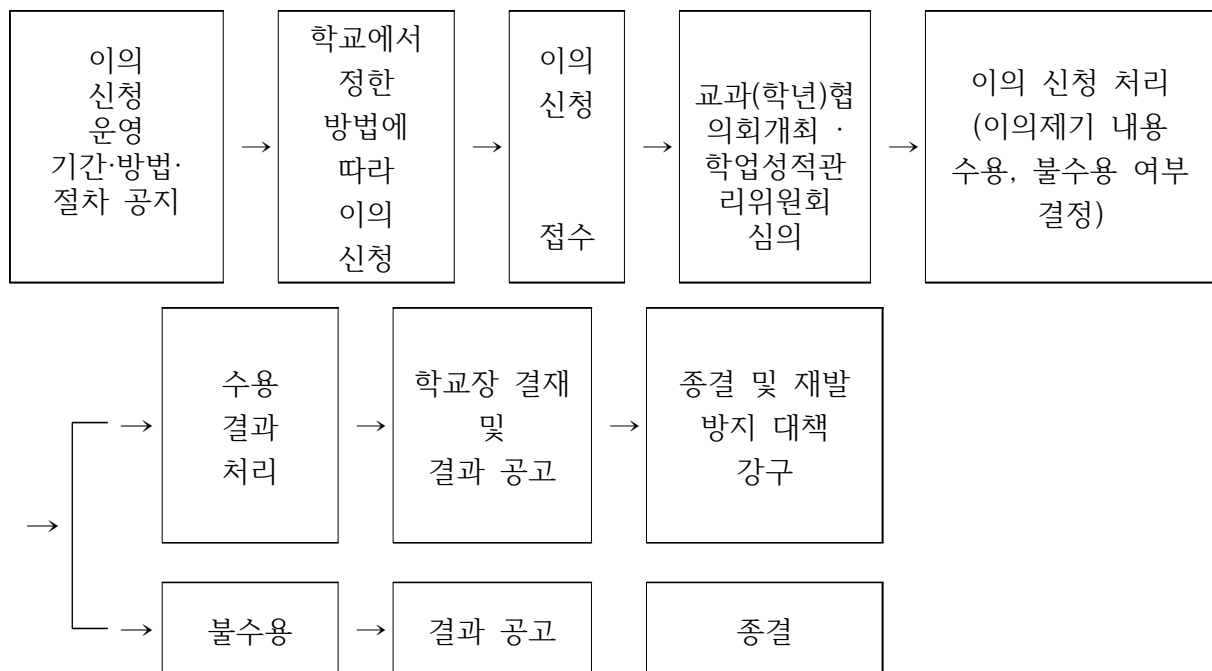 이의
신청
운영
기간·방법·
절차 공지
→
학교에서
정한
방법에
따라
이의
신청
→
이의
신청
접수
→
교과(학년)협
의회개최 ·
학업성적관
리위원회
심의
→
이의 신청 처리
(이의제기 내용
수용, 불수용 여부
결정)
→
→
수용
결과
처리
→
학교장 결재
및
결과 공고
→
종결 및 재발
방지 대책
강구
→
불수용
→
결과 공고
종결